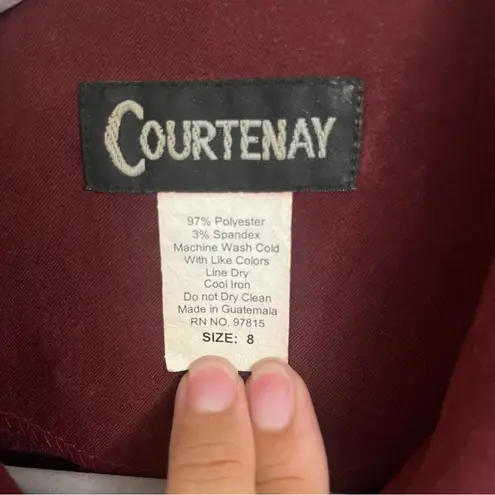 COURTENAY
97% Polyester
3% Spandex
Machine Wash Cold
With Like Colors
Line Dry
Cool Iron
Do not Dry Clean
Made in Guatemala
RN NO. 97815
SIZE: 8